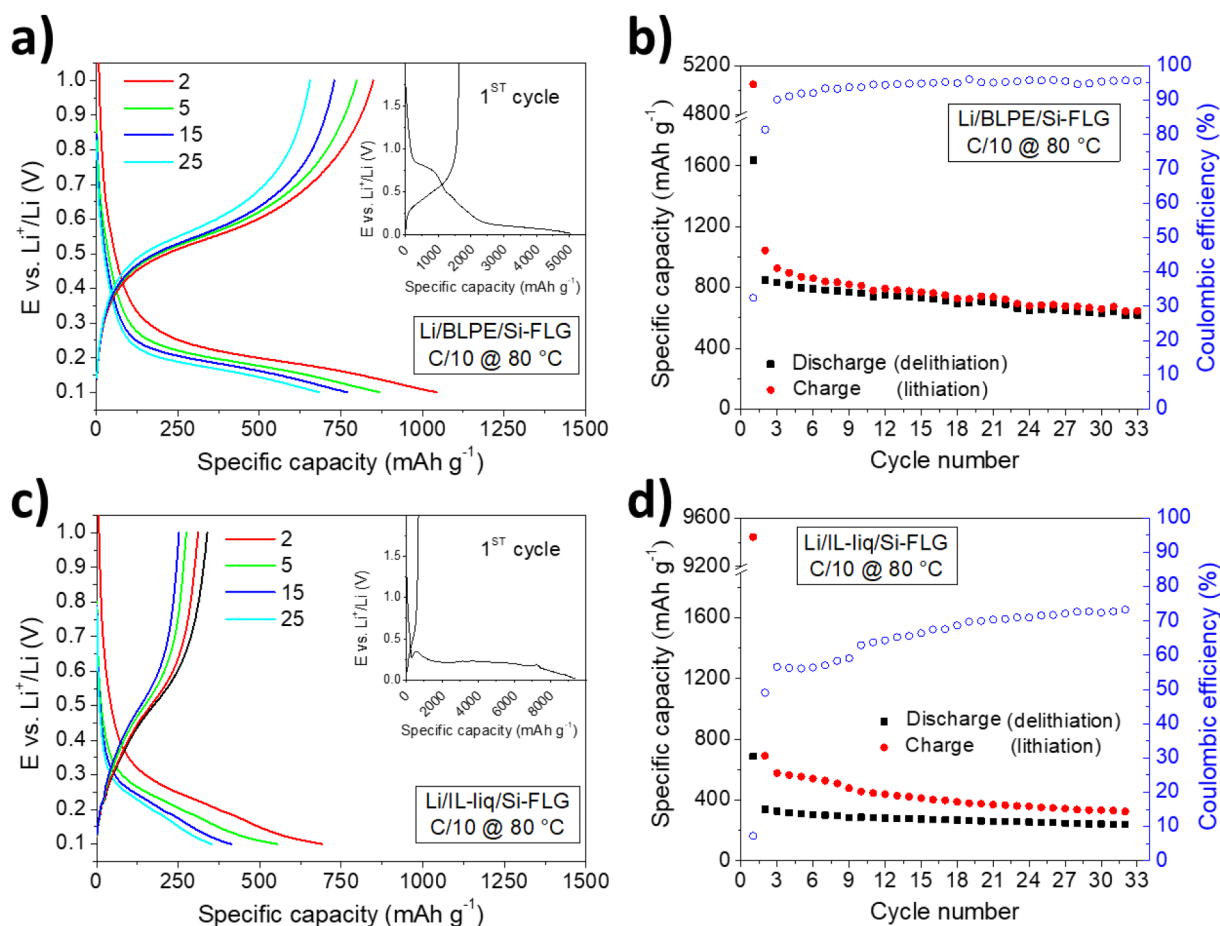 a)
E vs. Li⁺/Li (V)
1.0
0.9
0.8
0.7
0.6
0.5
0.4
0.3
0.2
0.1
2
5
15
25
1ST cycle
E vs. Li⁺/Li (V)
1.5
1.0
0.5
0.0
0
1000
2000
3000
4000
5000
Specific capacity (mAh g⁻¹)
Li/BLPE/Si-FLG
C/10 @ 80 °C
0 250 500 750 1000 1250 1500
Specific capacity (mAh g⁻¹)
b)
Specific capacity (mAh g⁻¹)
5200
4800
1600
1200
800
400
0
Li/BLPE/Si-FLG
C/10 @ 80 °C
Discharge (delithiation)
Charge (lithiation)
100
90
80
70
60
50
40
30
20
10
0
Coulombic efficiency (%)
0 3 6 9 12 15 18 21 24 27 30 33
Cycle number
c)
E vs. Li⁺/Li (V)
1.0
0.9
0.8
0.7
0.6
0.5
0.4
0.3
0.2
0.1
2
5
15
25
1ST cycle
E vs. Li⁺/Li (V)
1.5
1.0
0.5
0.0
0
2000
4000
6000
8000
Specific capacity (mAh g⁻¹)
Li/IL-liq/Si-FLG
C/10 @ 80 °C
0 250 500 750 1000 1250 1500
Specific capacity (mAh g⁻¹)
d)
Specific capacity (mAh g⁻¹)
9600
9200
1600
1200
800
400
0
Li/IL-liq/Si-FLG
C/10 @ 80 °C
Discharge (delithiation)
Charge (lithiation)
100
90
80
70
60
50
40
30
20
10
0
Coulombic efficiency (%)
0 3 6 9 12 15 18 21 24 27 30 33
Cycle number